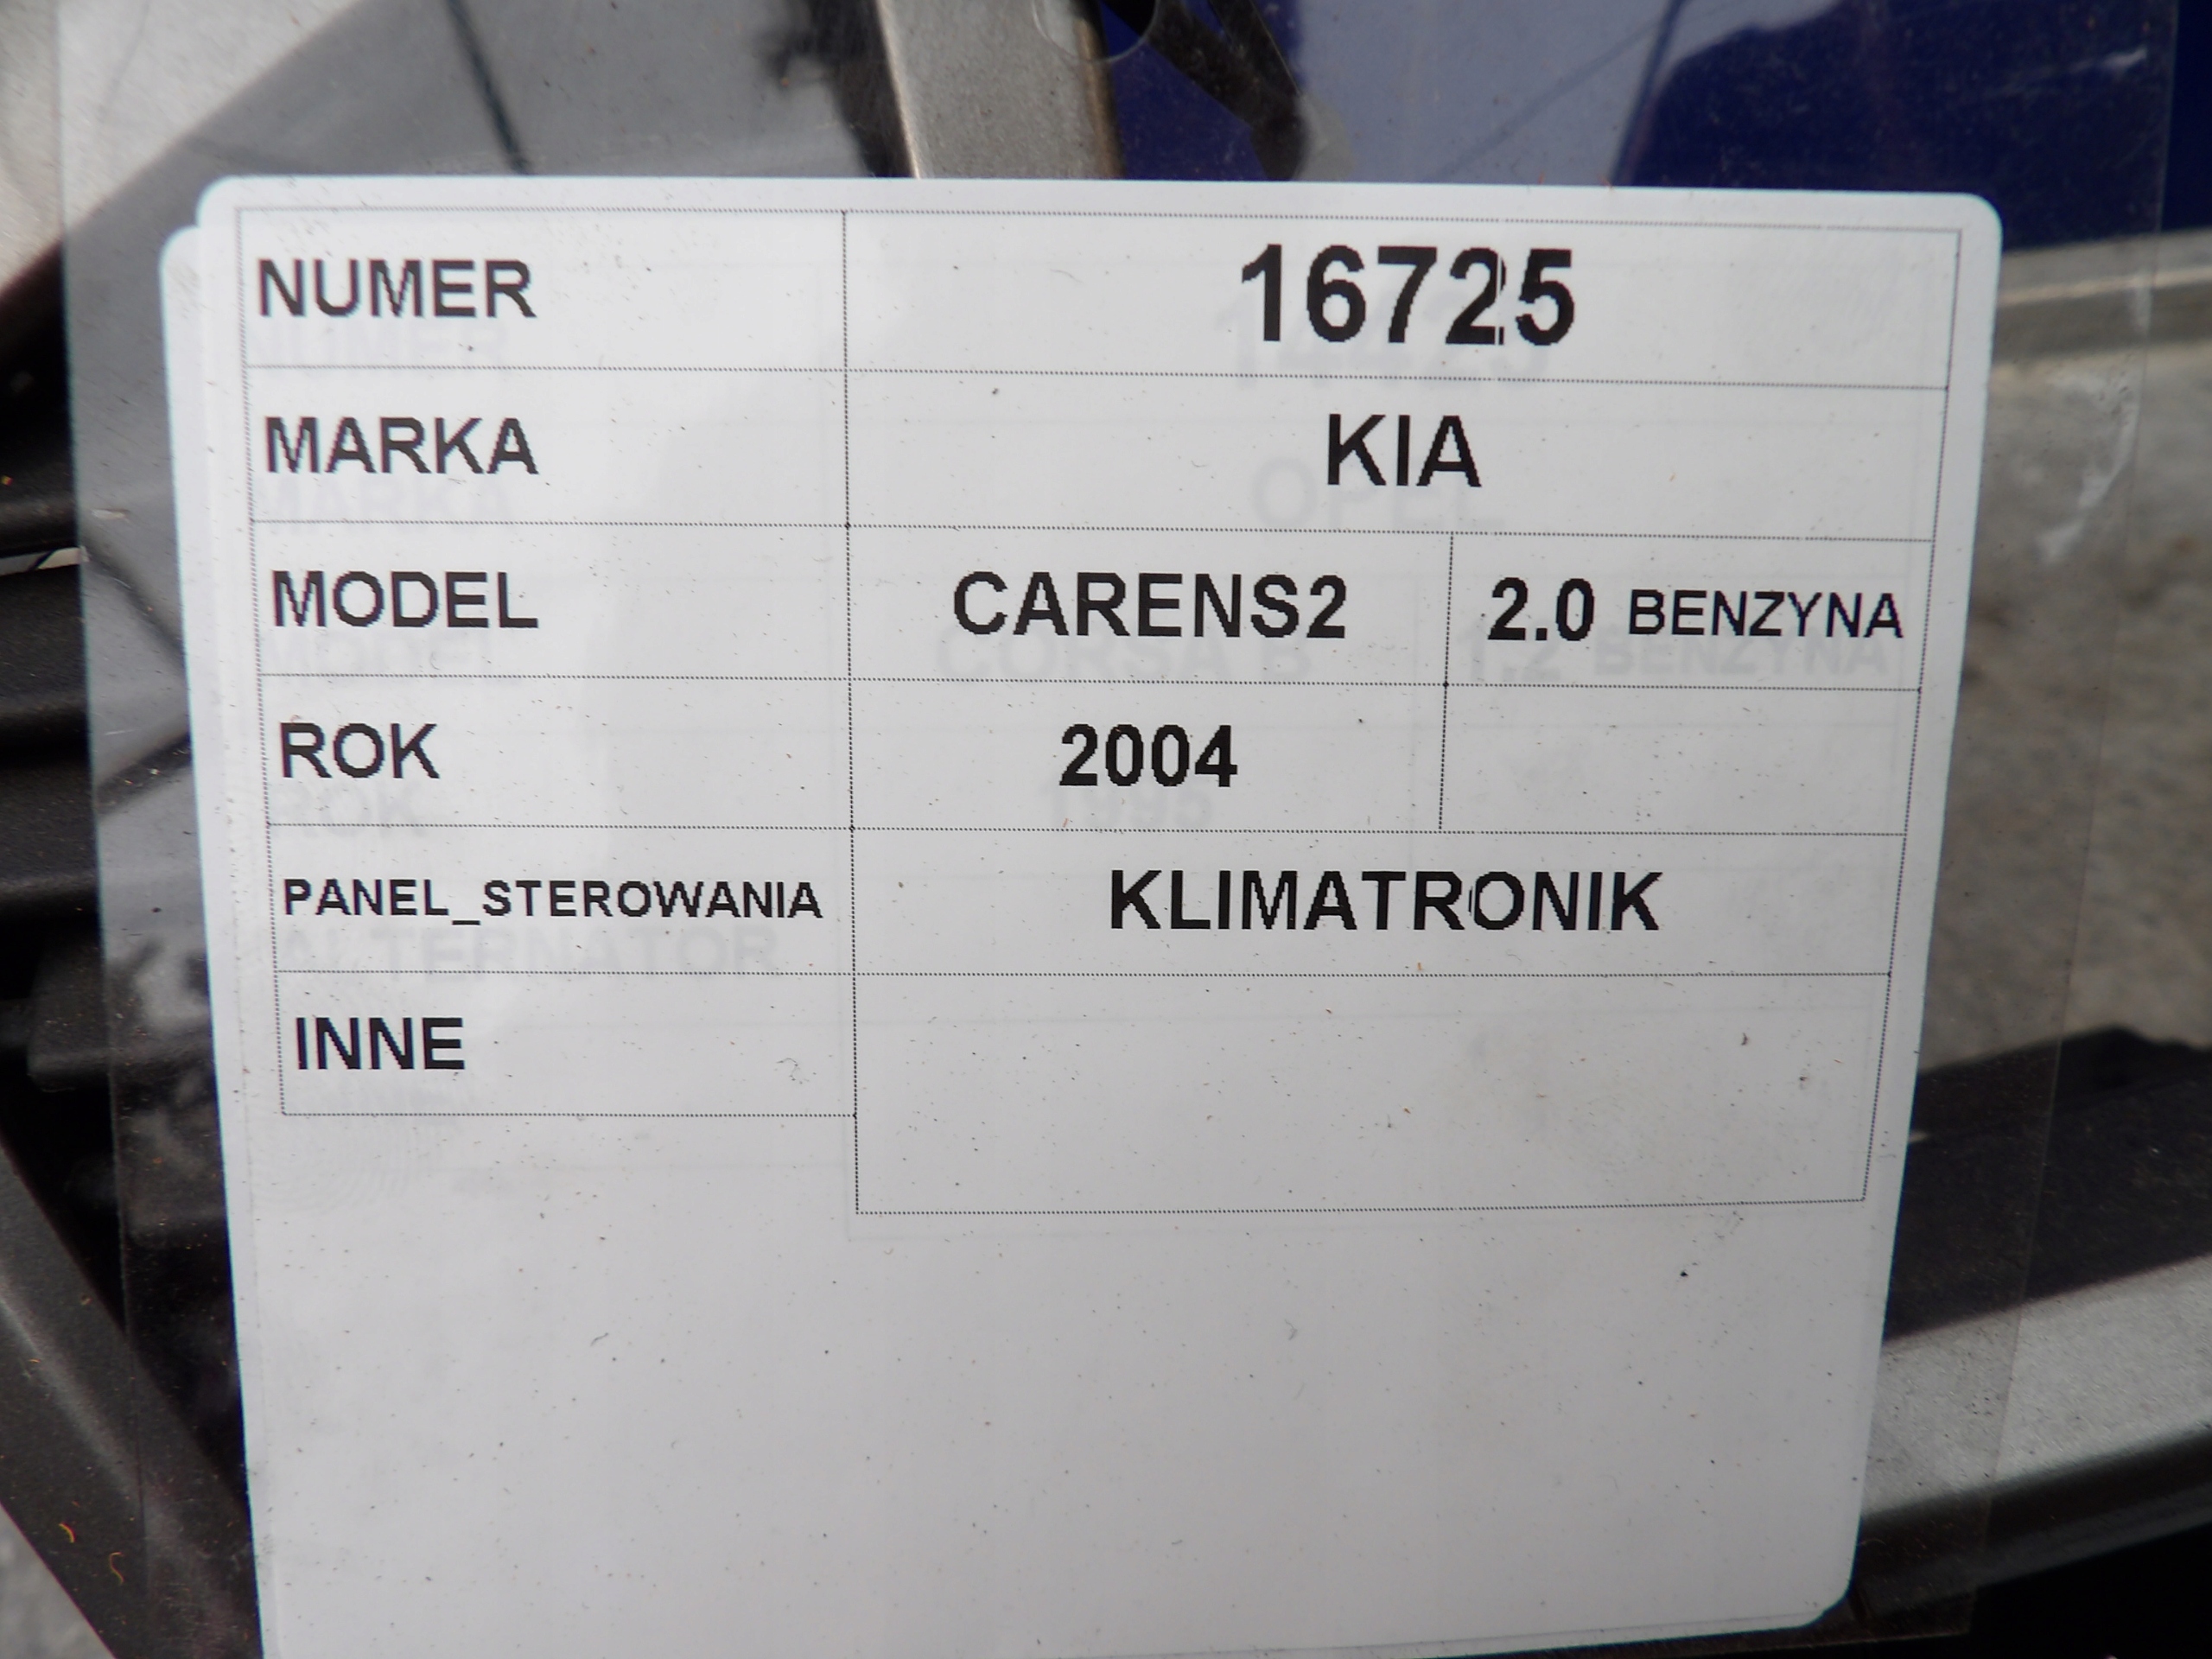 NUMER 16725
MARKA KIA
MODEL CARENS2 2.0 BENZYNA
ROK 2004
PANEL_STEROWANIA KLIMATRONIK
INNE